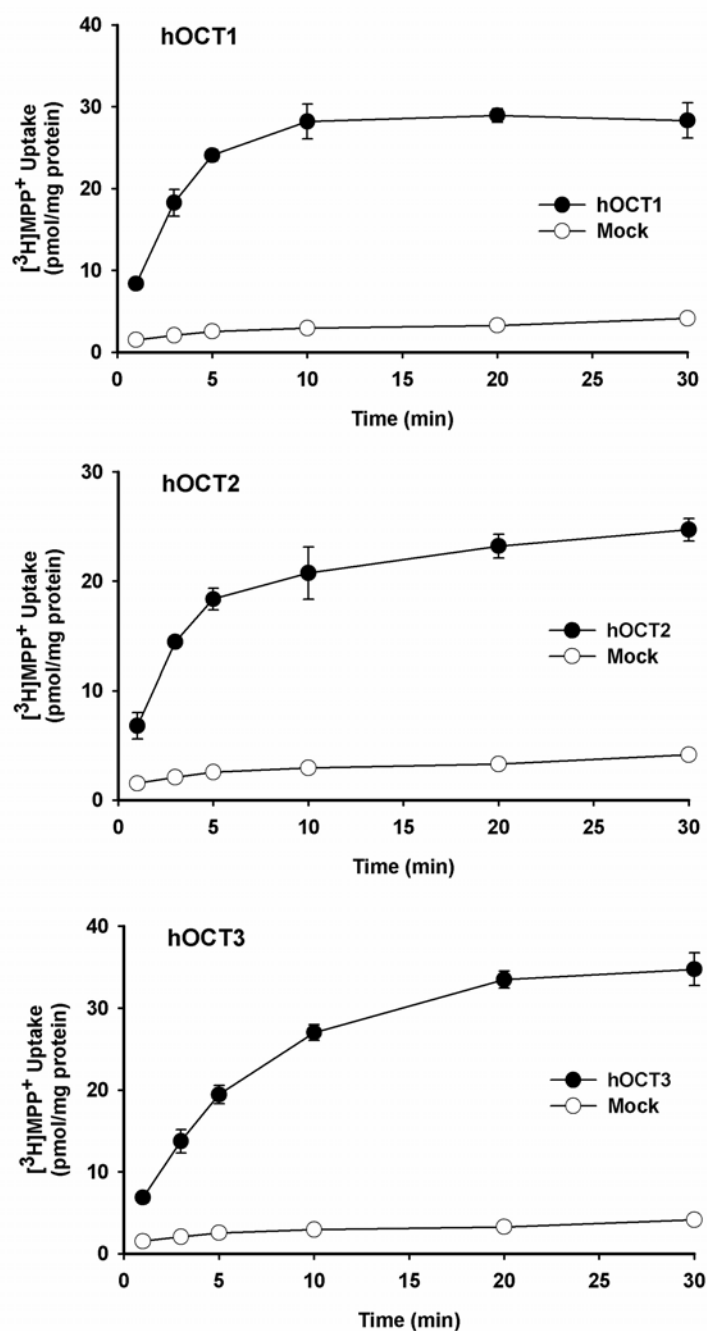 hOCT1
[³H]MPP⁺ Uptake
(pmol/mg protein)
40
30
20
10
0
hOCT1
Mock
0 5 10 15 20 25 30
Time (min)
hOCT2
[³H]MPP⁺ Uptake
(pmol/mg protein)
30
20
10
0
hOCT2
Mock
0 5 10 15 20 25 30
Time (min)
hOCT3
[³H]MPP⁺ Uptake
(pmol/mg protein)
40
30
20
10
0
hOCT3
Mock
0 5 10 15 20 25 30
Time (min)